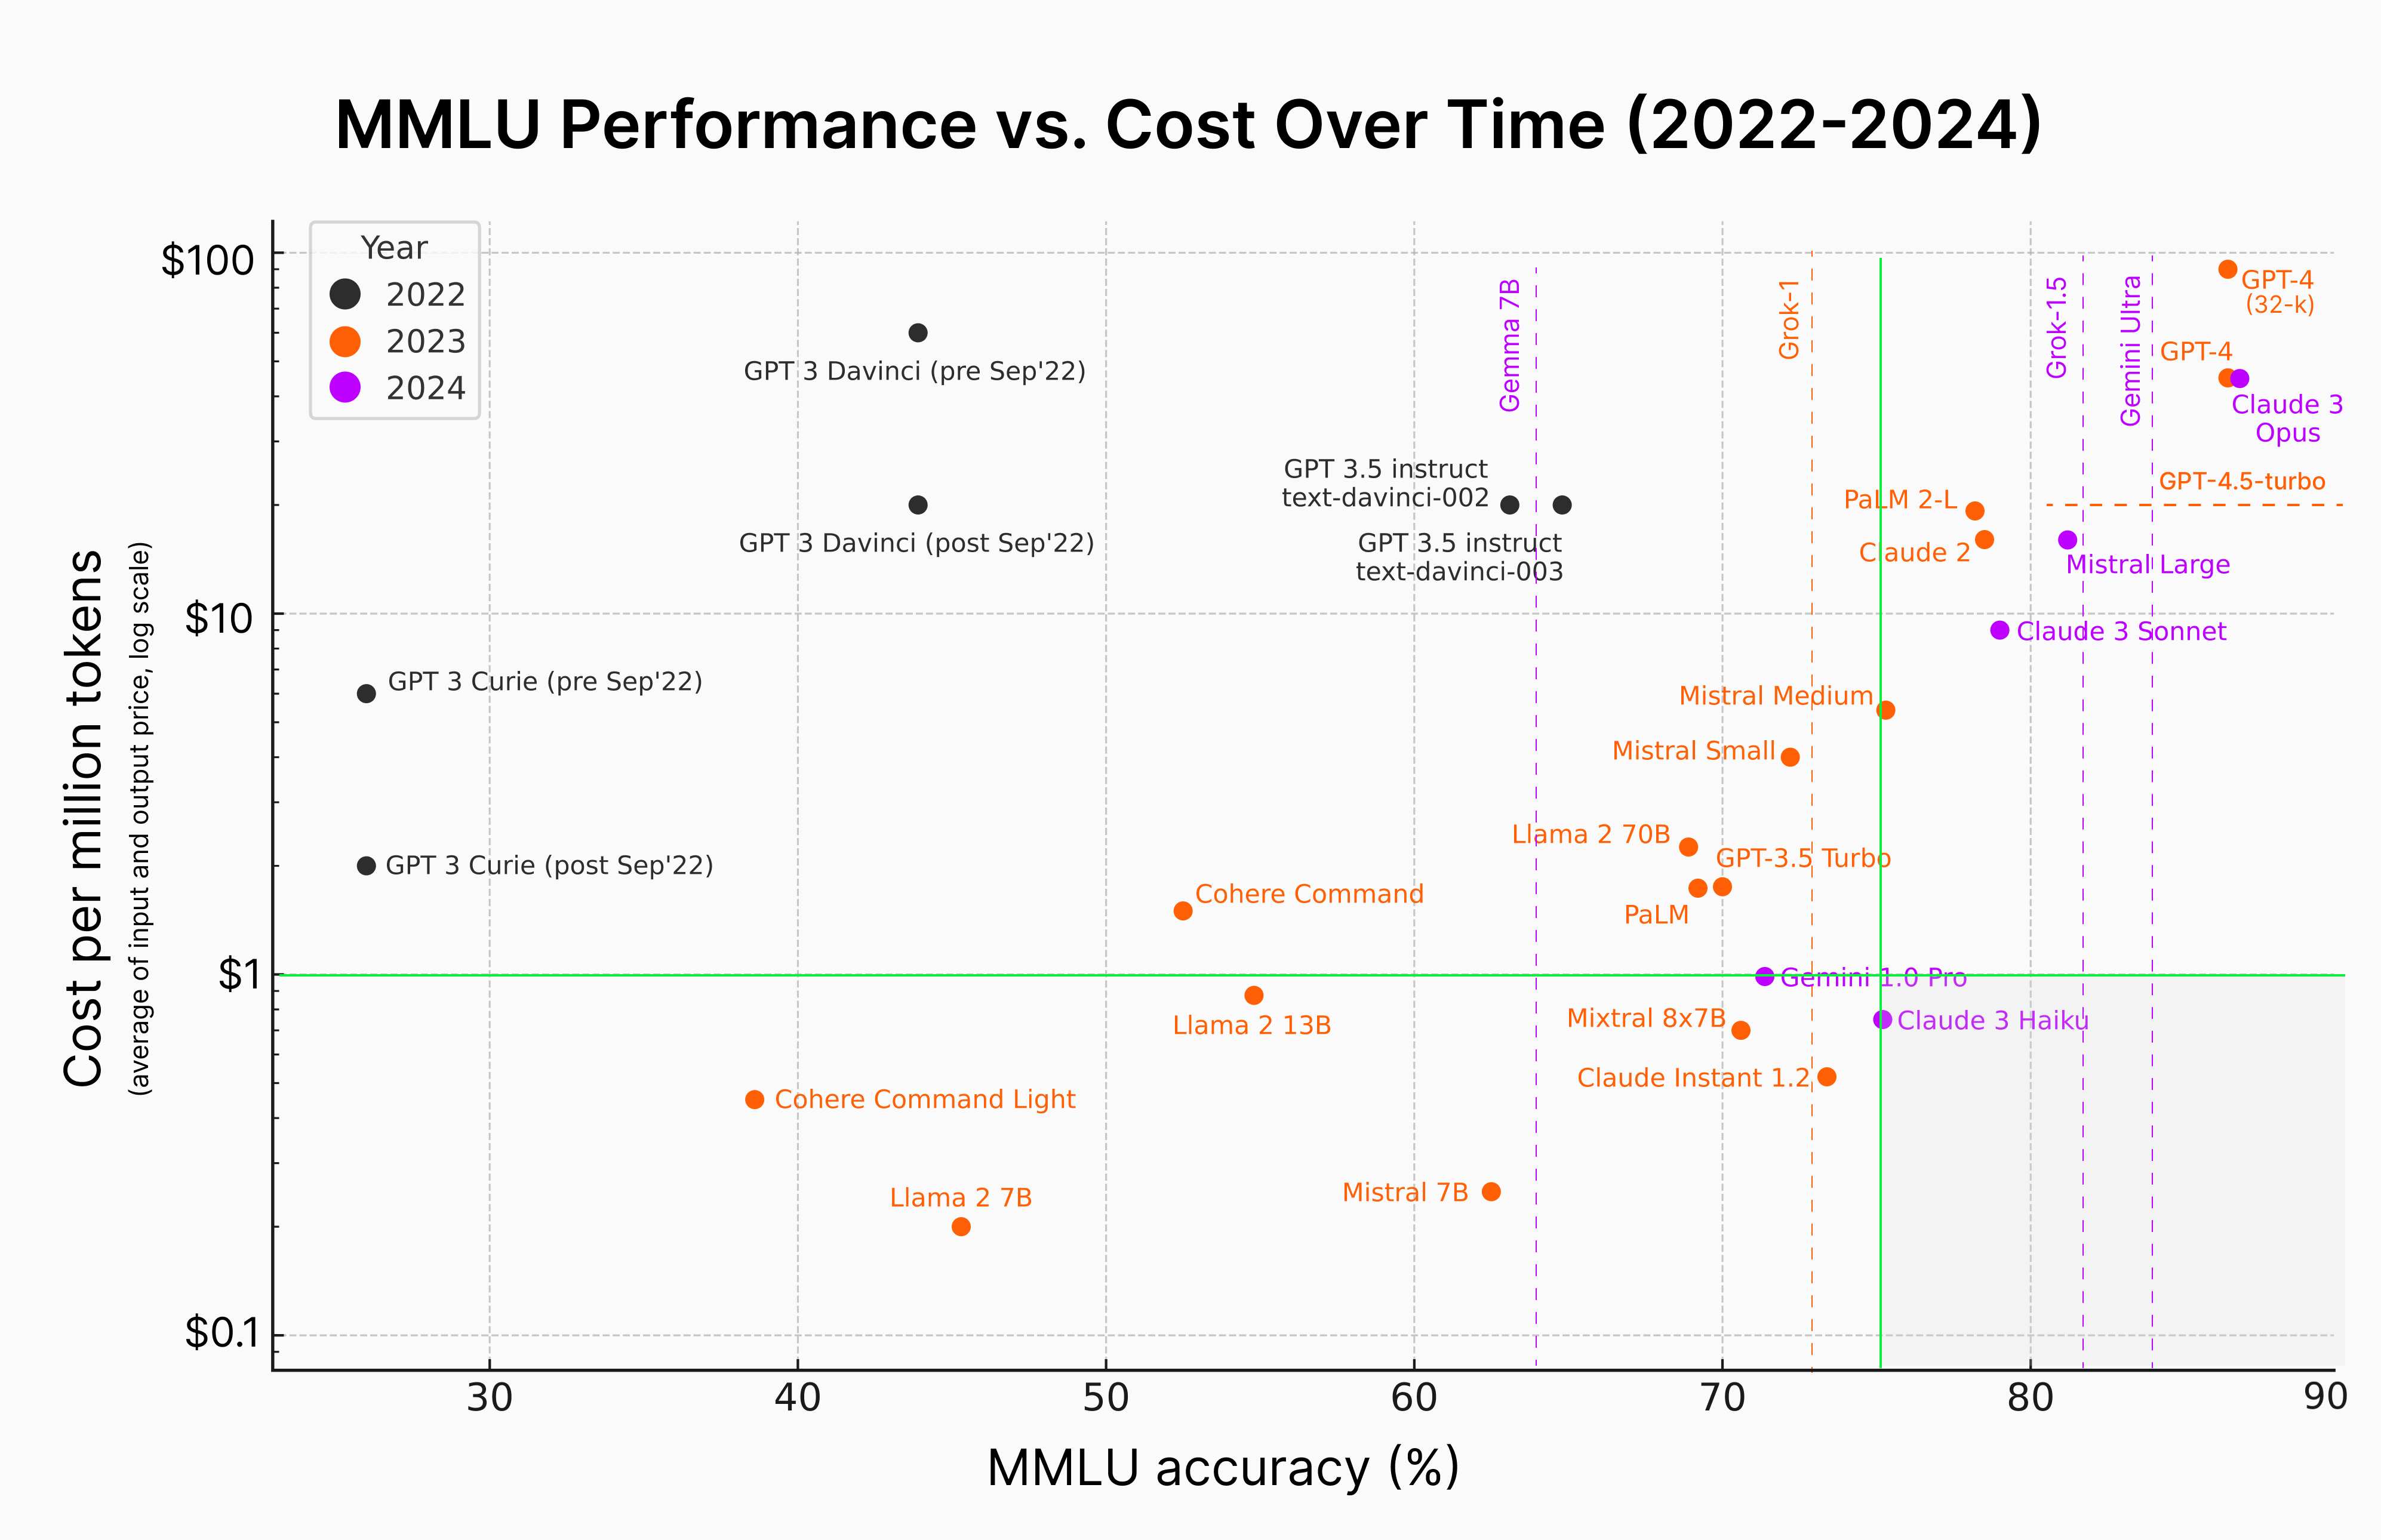 MMLU Performance vs. Cost Over Time (2022-2024)
Cost per million tokens
(average of input and output price, log scale)
$100
$10
$1
$0.1
Year
2022
2023
2024
GPT 3 Davinci (pre Sep'22)
GPT 3 Davinci (post Sep'22)
GPT 3.5 instruct
text-davinci-002
GPT 3.5 instruct
text-davinci-003
Gemma 7B
Grok-1
Grok-1.5
Gemini Ultra
GPT-4
(32-k)
GPT-4
Claude 3
Opus
GPT-4.5-turbo
PaLM 2-L
Claude 2
Mistral Large
Claude 3 Sonnet
GPT 3 Curie (pre Sep'22)
Mistral Medium
Mistral Small
Llama 2 70B
GPT-3.5 Turbo
GPT 3 Curie (post Sep'22)
Cohere Command
PaLM
Gemini 1.0 Pro
Llama 2 13B
Mixtral 8x7B
Claude 3 Haiku
Claude Instant 1.2
Cohere Command Light
Llama 2 7B
Mistral 7B
30
40
50
60
70
80
90
MMLU accuracy (%)